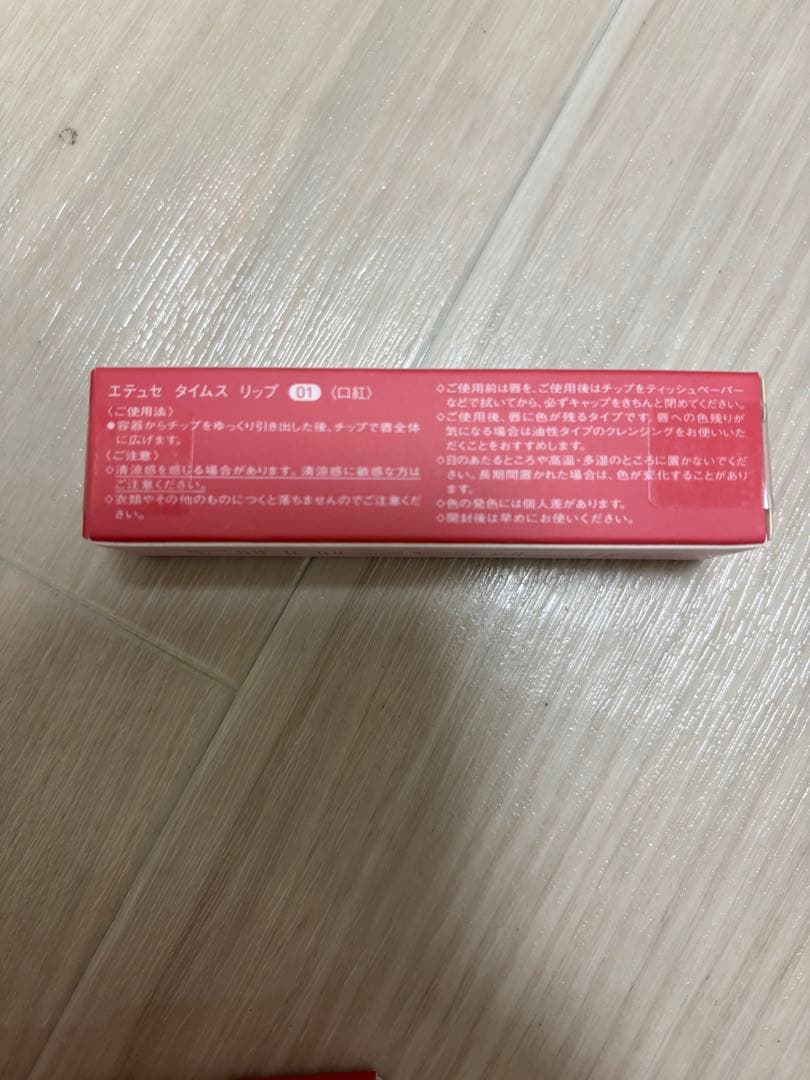 エテュセ タイムス リップ 01 〈口紅〉
〈ご使用法〉
●容器からチップをゆっくり引き出した後、チップで唇全体
に広げます。
〈ご注意〉
◇清涼感を感じる場合があります。清涼感に敏感な方は
ご注意ください。
◇衣類やその他のものにつくと落ちませんのでご注意くだ
さい。
◇ご使用前は唇を、ご使用後はチップをティッシュペーパー
などで拭いてから、必ずキャップをきちんと閉めてください。
◇ご使用後、唇に色が残るタイプです。唇への色残りが
気になる場合は油性タイプのクレンジングをお使いいた
だくことをおすすめします。
◇日のあたるところや高温・多湿のところに置かないでくだ
さい。長期間置かれた場合は、色が変化することがあり
ます。
◇色の発色には個人差があります。
◇開封後は早めにお使いください。